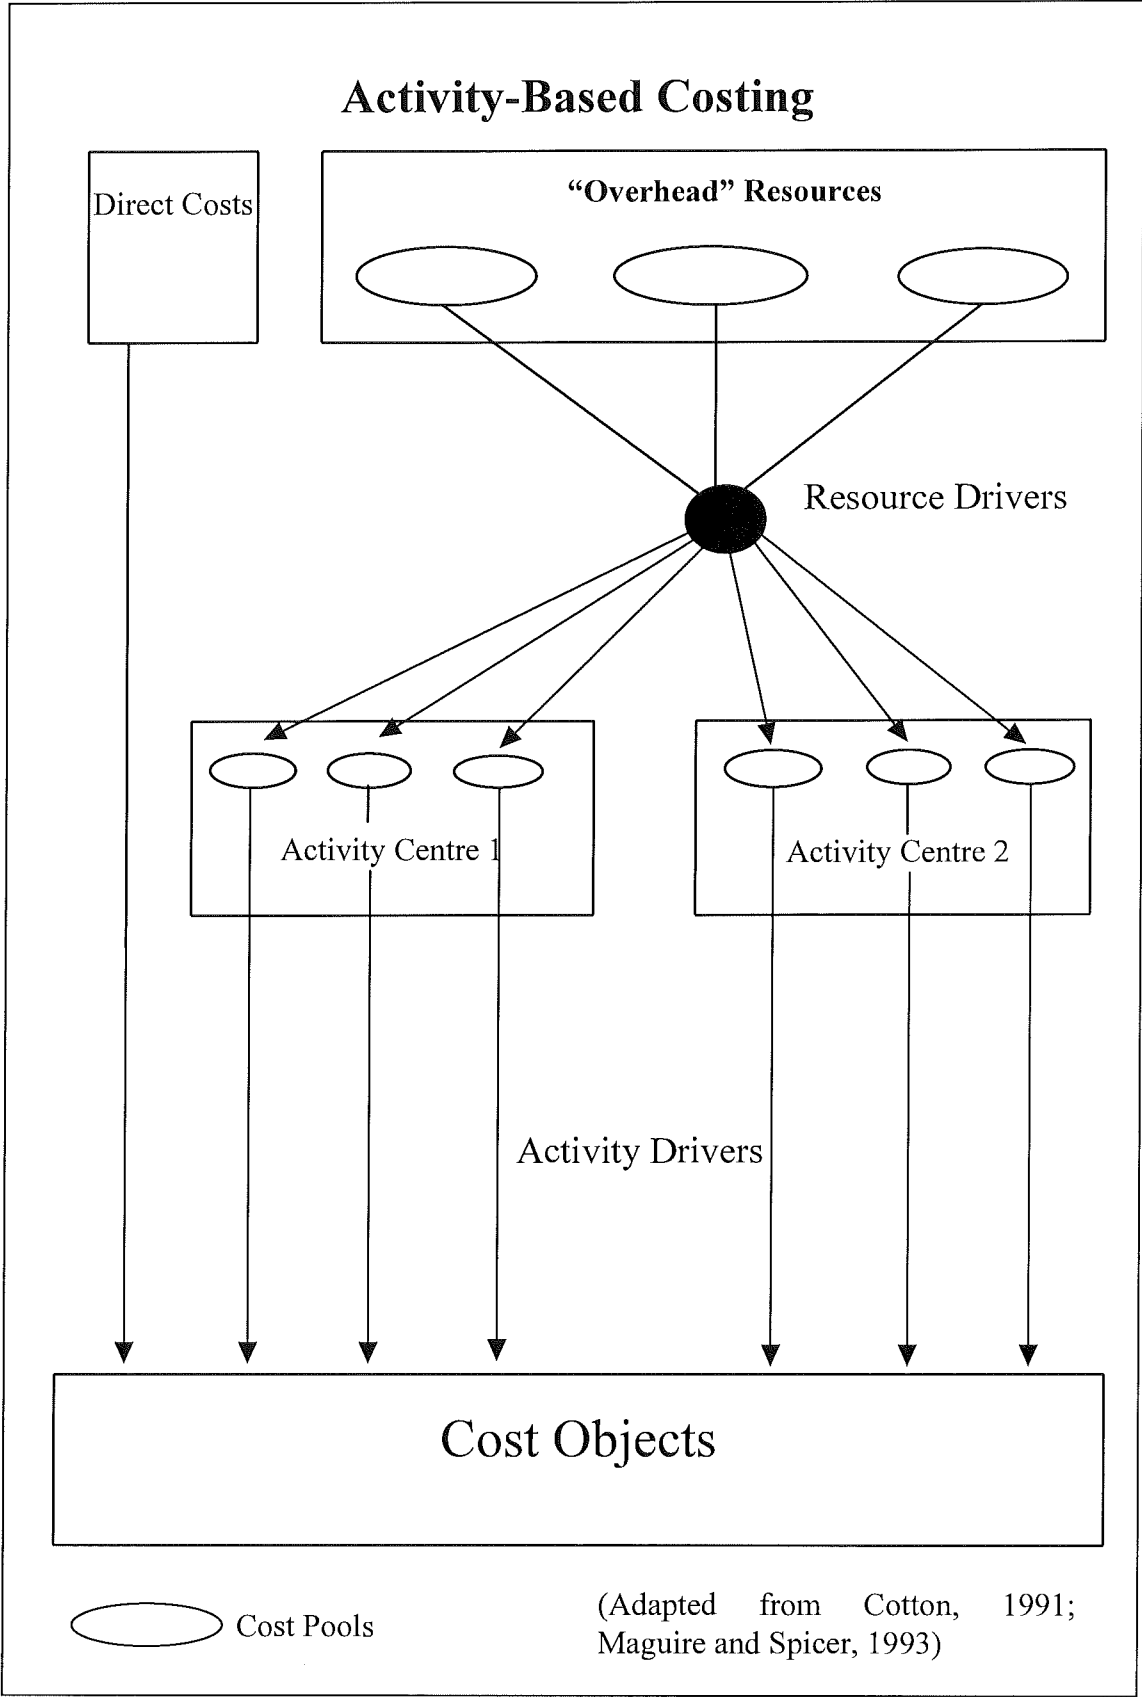 Activity-Based Costing
Direct Costs
“Overhead” Resources
Resource Drivers
Activity Centre 1
Activity Centre 2
Activity Drivers
Cost Objects
Cost Pools
(Adapted from Cotton, 1991;
Maguire and Spicer, 1993)